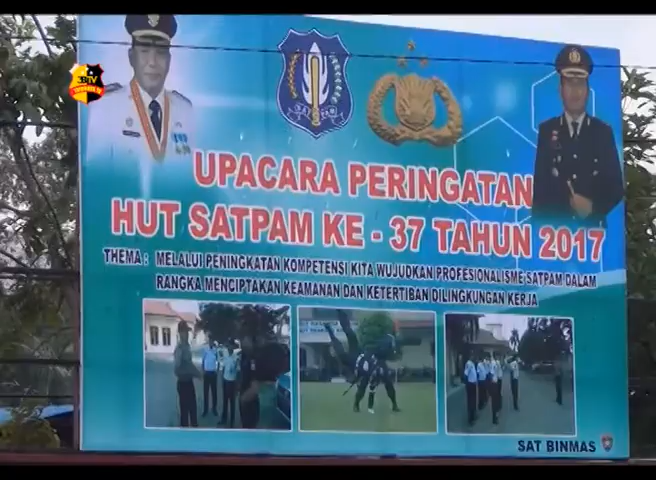 SATPAM
UPACARA PERINGATAN
HUT SATPAM KE - 37 TAHUN 2017
THEMA : MELALUI PENINGKATAN KOMPETENSI KITA WUJUDKAN PROFESIONALISME SATPAM DALAM
RANGKA MENCIPTAKAN KEAMANAN DAN KETERTIBAN DILINGKUNGAN KERJA
SAT BINMAS